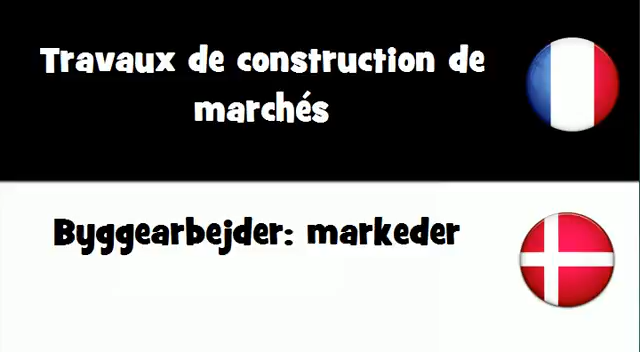 Travaux de construction de
marchés
Byggearbejder: markeder